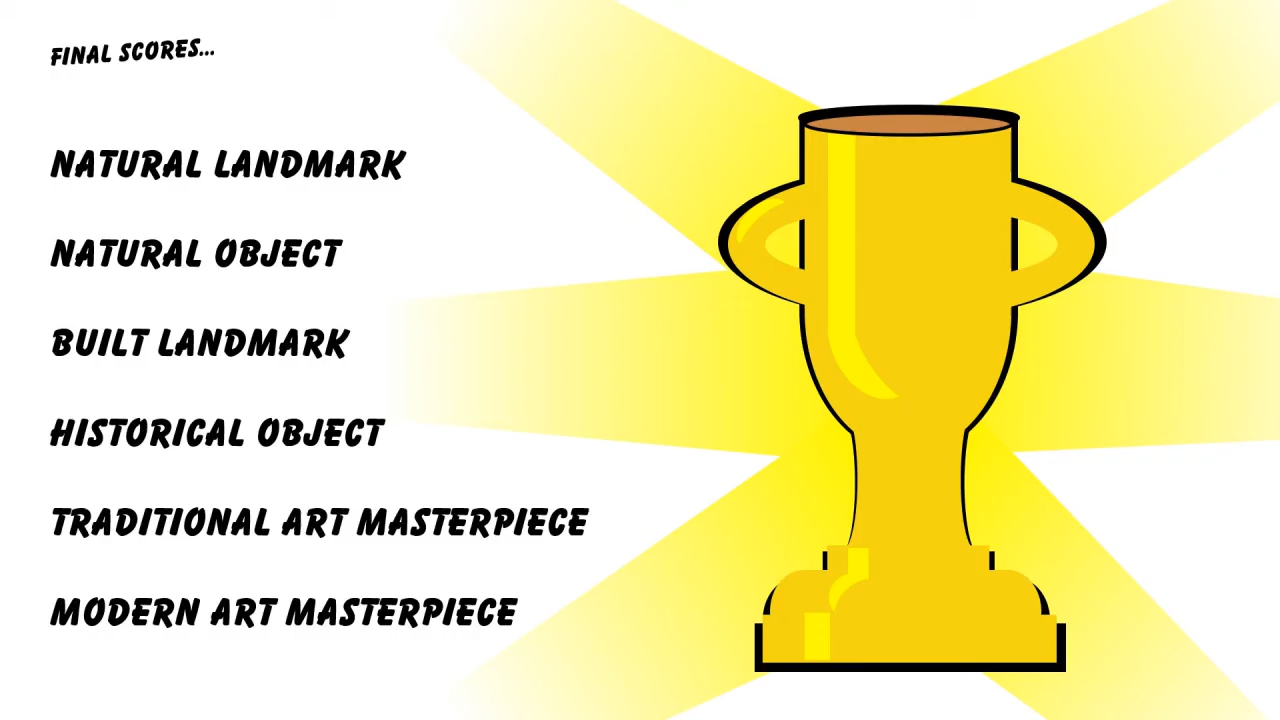 FINAL SCORES...
NATURAL LANDMARK
NATURAL OBJECT
BUILT LANDMARK
HISTORICAL OBJECT
TRADITIONAL ART MASTERPIECE
MODERN ART MASTERPIECE